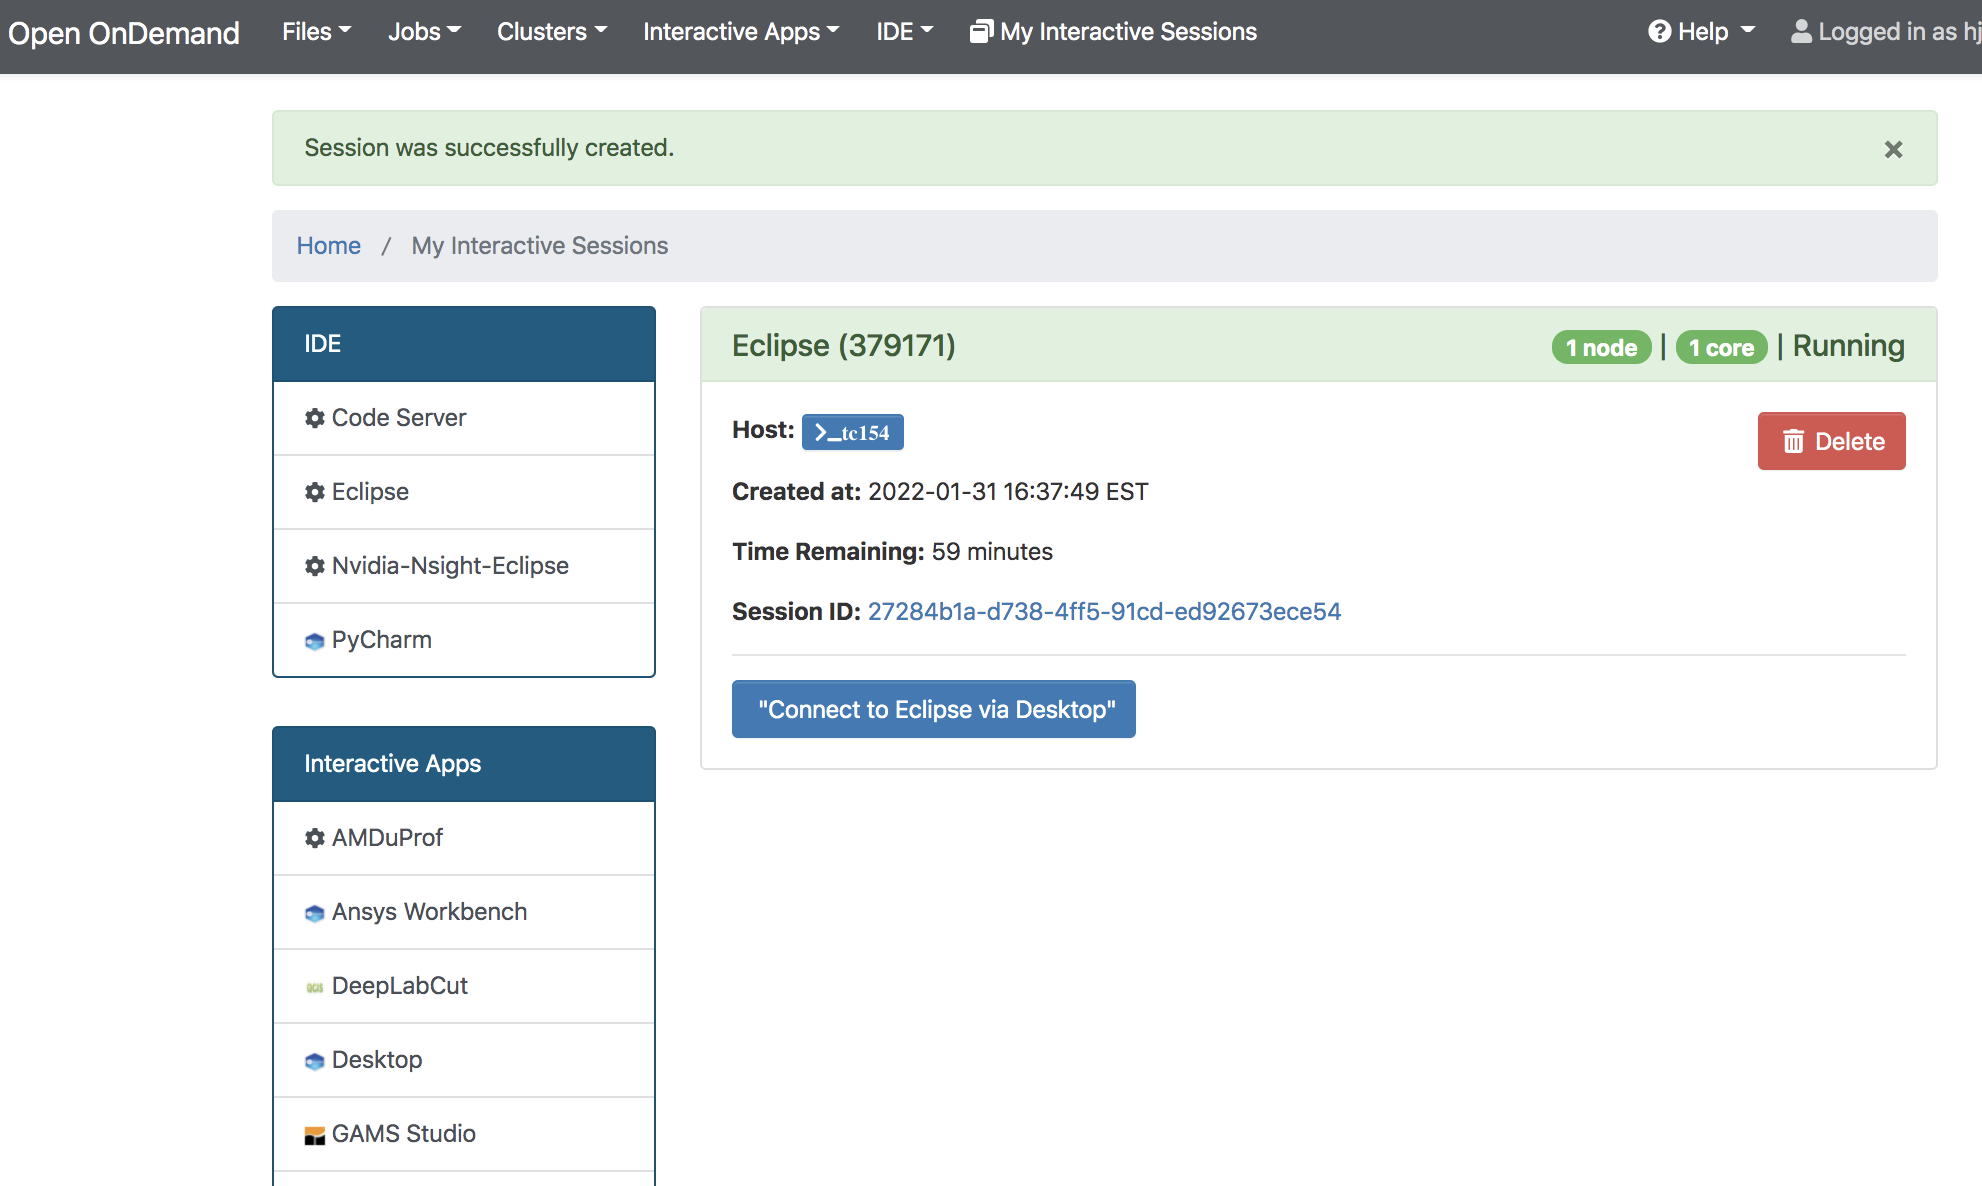 Open OnDemand Files Jobs Clusters Interactive Apps IDE My Interactive Sessions Help Logged in as hj
Session was successfully created.
Home / My Interactive Sessions
IDE
Code Server
Eclipse
Nvidia-Nsight-Eclipse
PyCharm
Interactive Apps
AMDuProf
Ansys Workbench
QGIS DeepLabCut
Desktop
GAMS Studio
Eclipse (379171) 1 node | 1 core | Running
Host: >_tc154 Delete
Created at: 2022-01-31 16:37:49 EST
Time Remaining: 59 minutes
Session ID: 27284b1a-d738-4ff5-91cd-ed92673ece54
"Connect to Eclipse via Desktop"